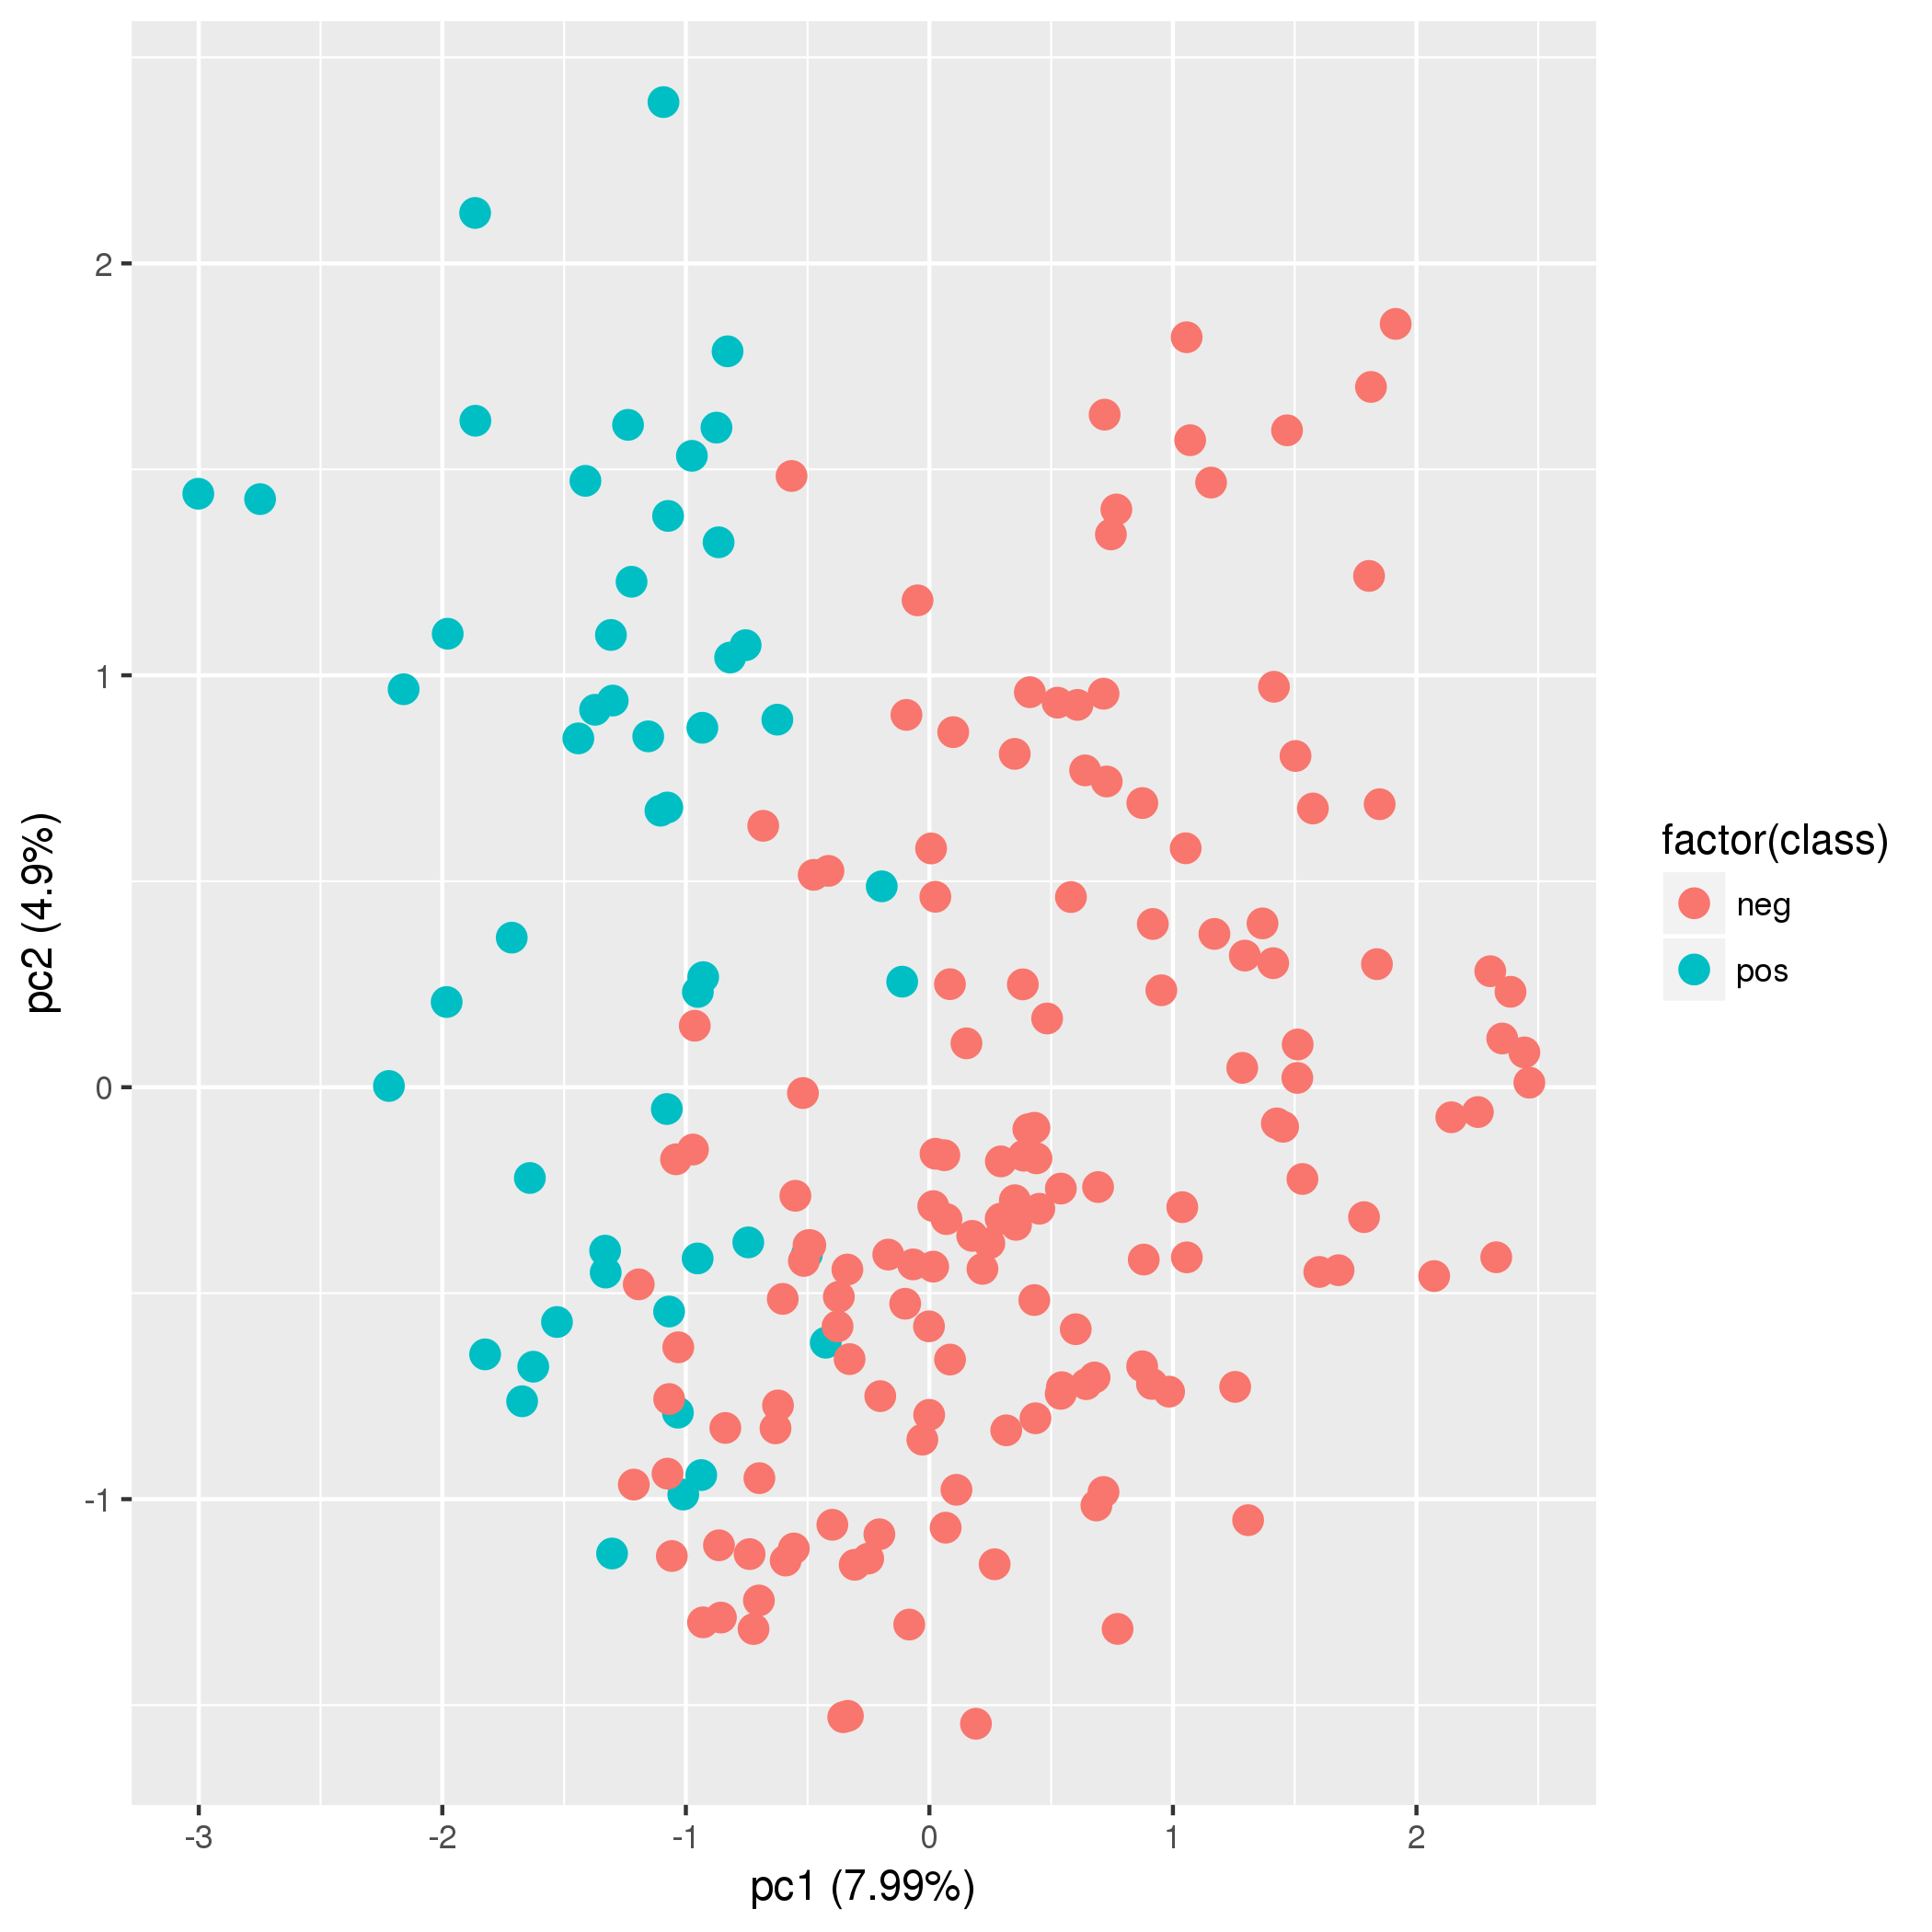 pc2 (4.9%)
2
1
0
-1
-3
-2
-1
0
1
2
pc1 (7.99%)
factor(class)
neg
pos